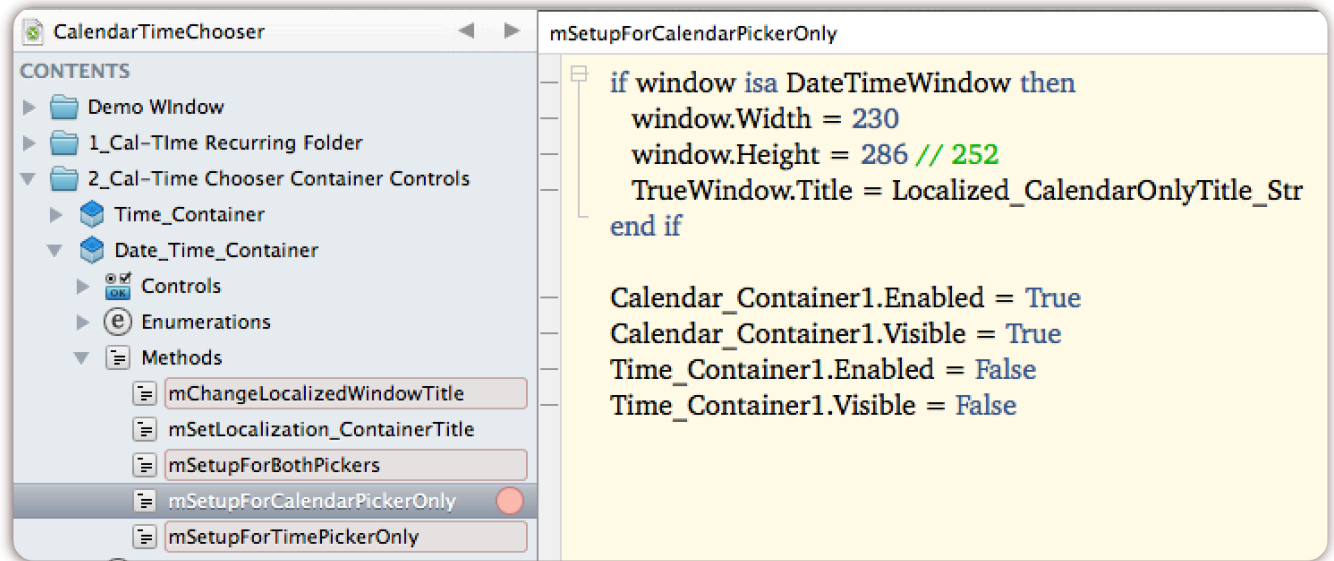 CalendarTimeChooser
CONTENTS
Demo WIndow
1_Cal-TIme Recurring Folder
2_Cal-Time Chooser Container Controls
Time_Container
Date_Time_Container
OK
Controls
e
Enumerations
Methods
mChangeLocalizedWindowTitle
mSetLocalization_ContainerTitle
mSetupForBothPickers
mSetupForCalendarPickerOnly
mSetupForTimePickerOnly
mSetupForCalendarPickerOnly
if window isa DateTimeWindow then
window.Width = 230
window.Height = 286 // 252
TrueWindow.Title = Localized_CalendarOnlyTitle_Str
end if
Calendar_Container1.Enabled = True
Calendar_Container1.Visible = True
Time_Container1.Enabled = False
Time_Container1.Visible = False